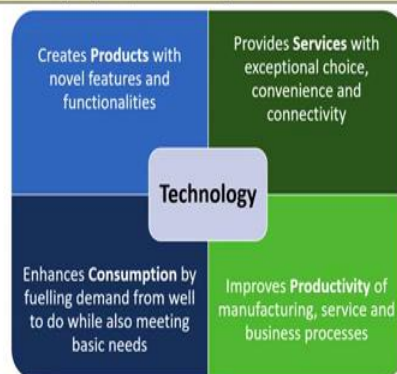 Creates Products with
novel features and
functionalities
Provides Services with
exceptional choice,
convenience and
connectivity
Technology
Enhances Consumption by
fuelling demand from well
to do while also meeting
basic needs
Improves Productivity of
manufacturing, service and
business processes